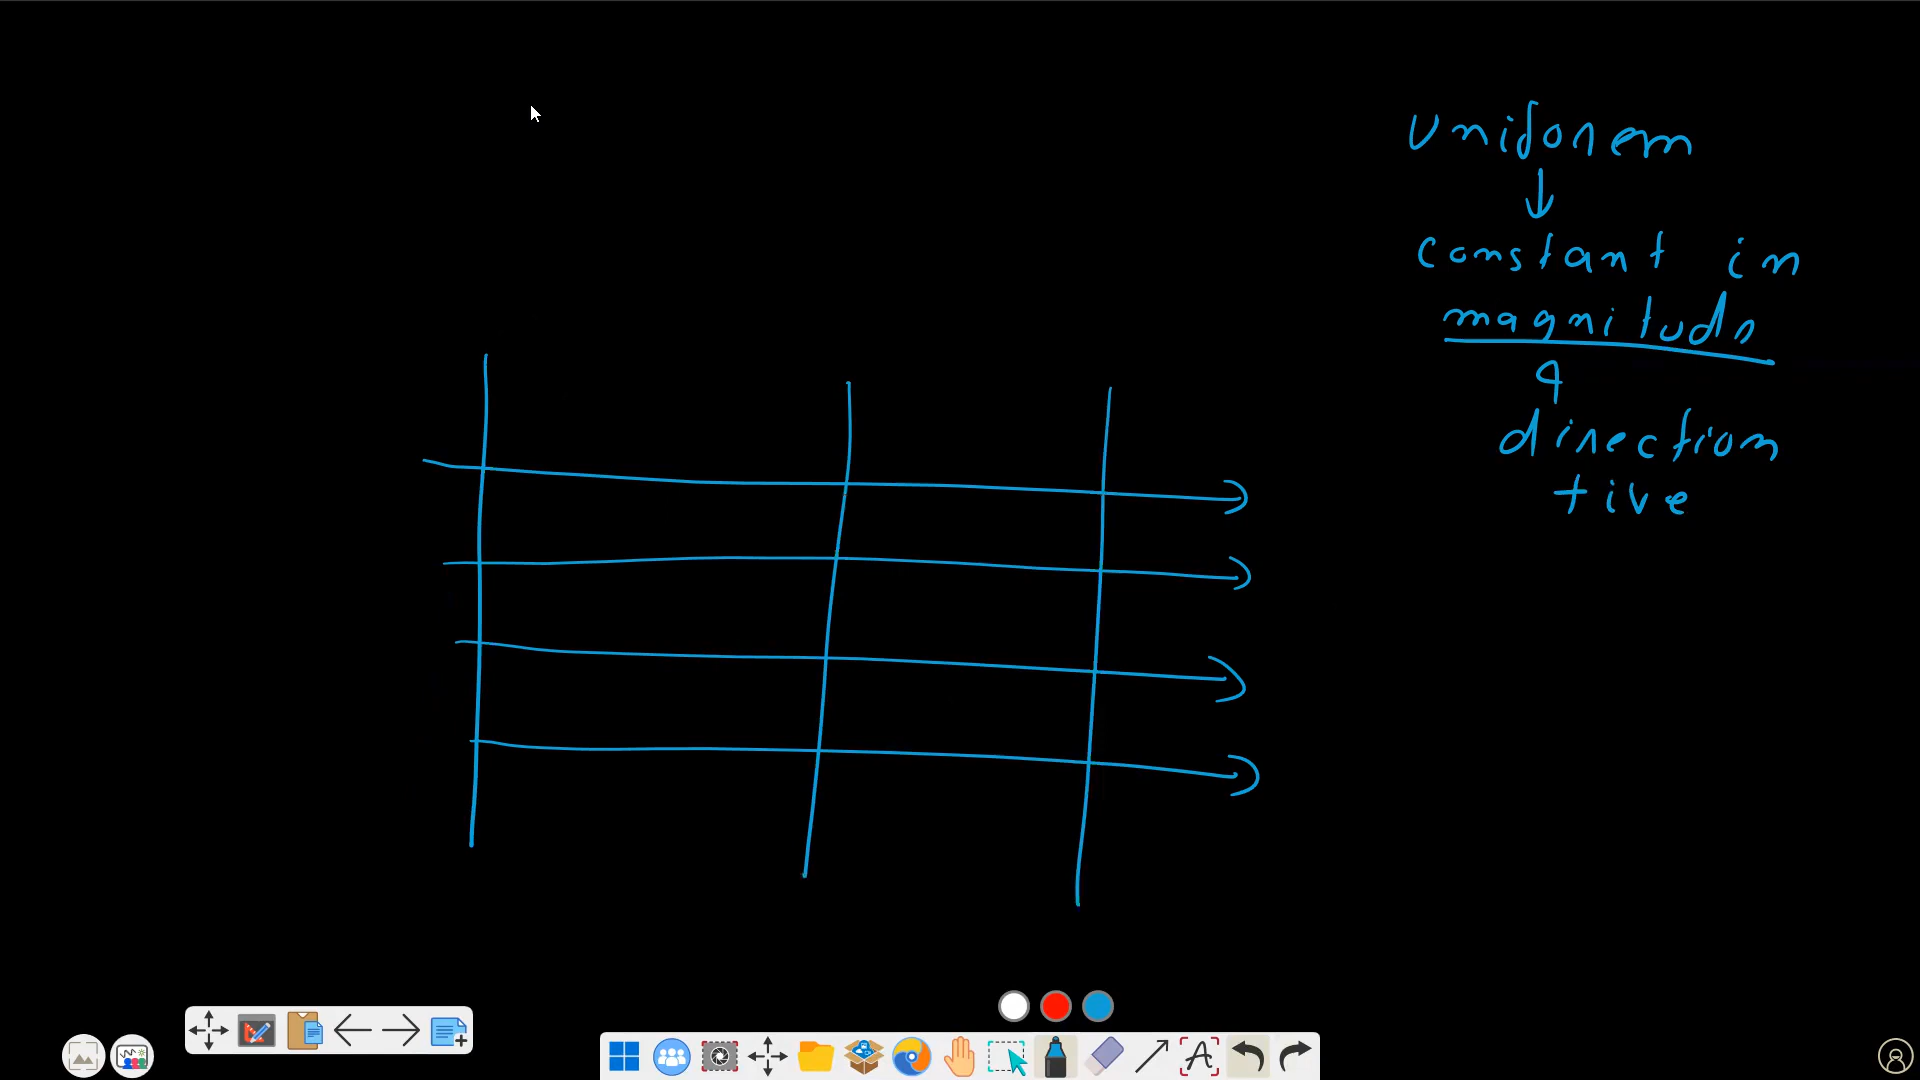 uniform
↓
constant in
magnitude
&
direction
tive